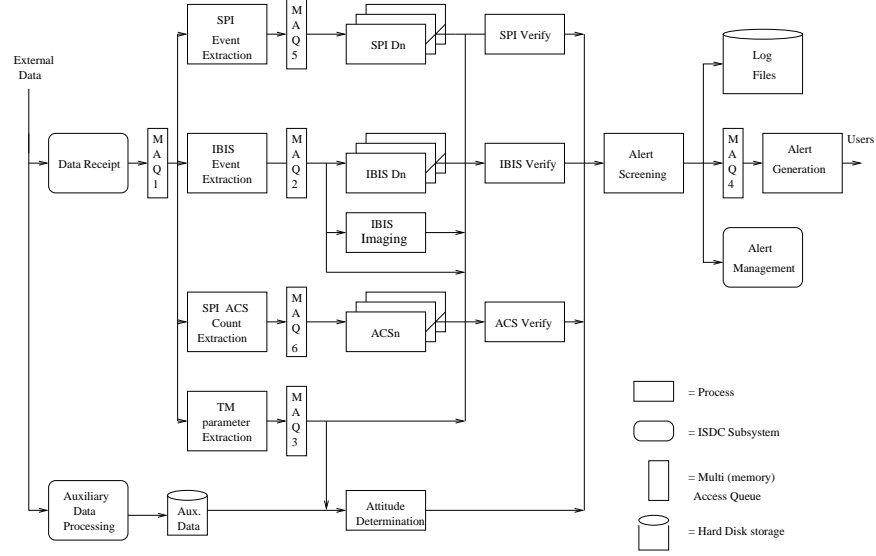 External
Data
Data Receipt
M
A
Q
1
SPI
Event
Extraction
M
A
Q
5
SPI Dn
SPI Verify
IBIS
Event
Extraction
M
A
Q
2
IBIS Dn
IBIS Verify
IBIS
Imaging
SPI ACS
Count
Extraction
M
A
Q
6
ACSn
ACS Verify
TM
parameter
Extraction
M
A
Q
3
Auxiliary
Data
Processing
Aux.
Data
Attitude
Determination
Alert
Screening
Log
Files
M
A
Q
4
Alert
Generation
Users
Alert
Management
= Process
= ISDC Subsystem
= Multi (memory)
Access Queue
= Hard Disk storage